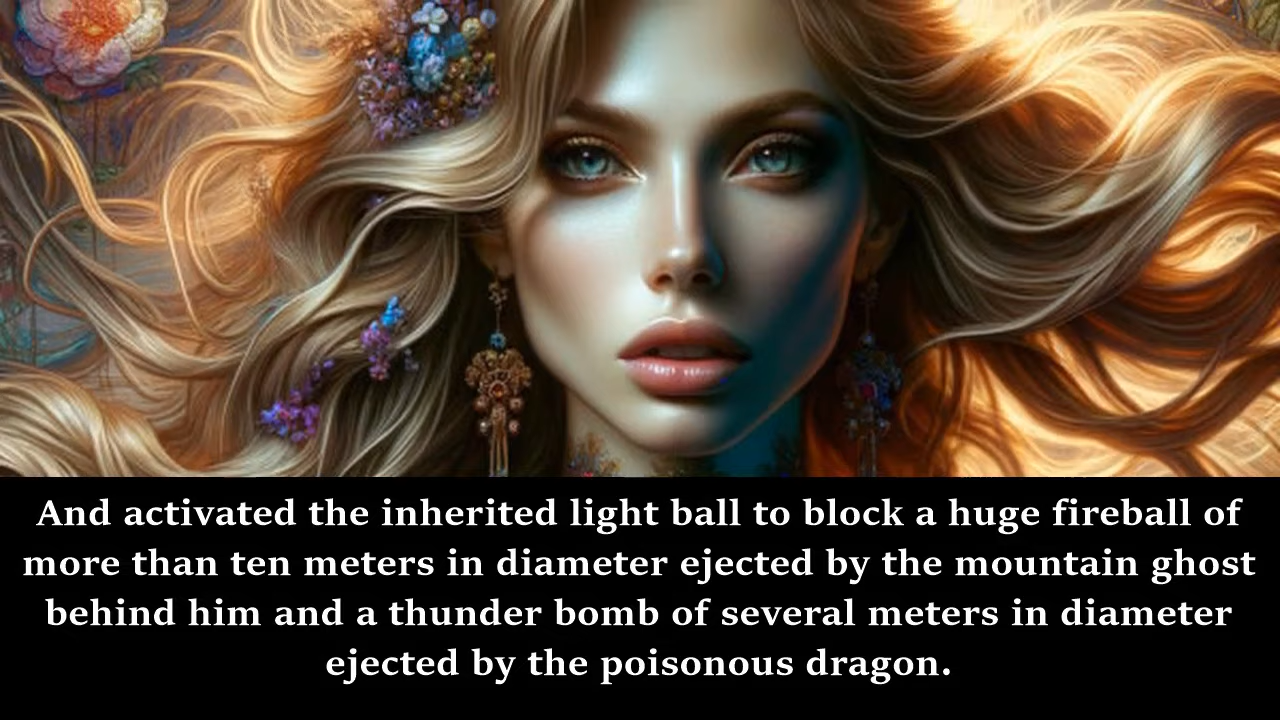 And activated the inherited light ball to block a huge fireball of
more than ten meters in diameter ejected by the mountain ghost
behind him and a thunder bomb of several meters in diameter
ejected by the poisonous dragon.